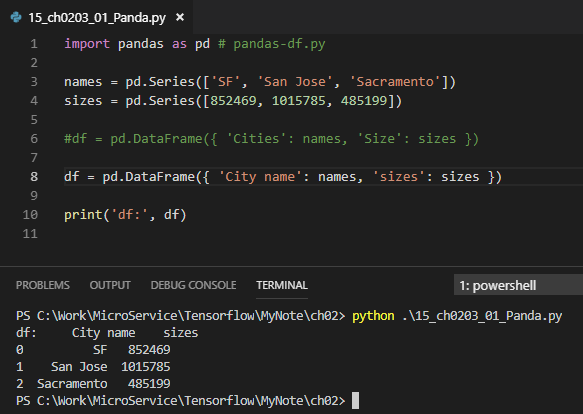 15_ch0203_01_Panda.py ×
1 import pandas as pd # pandas-df.py
2
3 names = pd.Series(['SF', 'San Jose', 'Sacramento'])
4 sizes = pd.Series([852469, 1015785, 485199])
5
6 #df = pd.DataFrame({ 'Cities': names, 'Size': sizes })
7
8 df = pd.DataFrame({ 'City name': names, 'sizes': sizes })
9
10 print('df:', df)
11
PROBLEMS OUTPUT DEBUG CONSOLE TERMINAL 1: powershell
PS C:\Work\MicroService\Tensorflow\MyNote\ch02> python .\15_ch0203_01_Panda.py
df:     City name    sizes
0          SF   852469
1    San Jose  1015785
2  Sacramento   485199
PS C:\Work\MicroService\Tensorflow\MyNote\ch02>